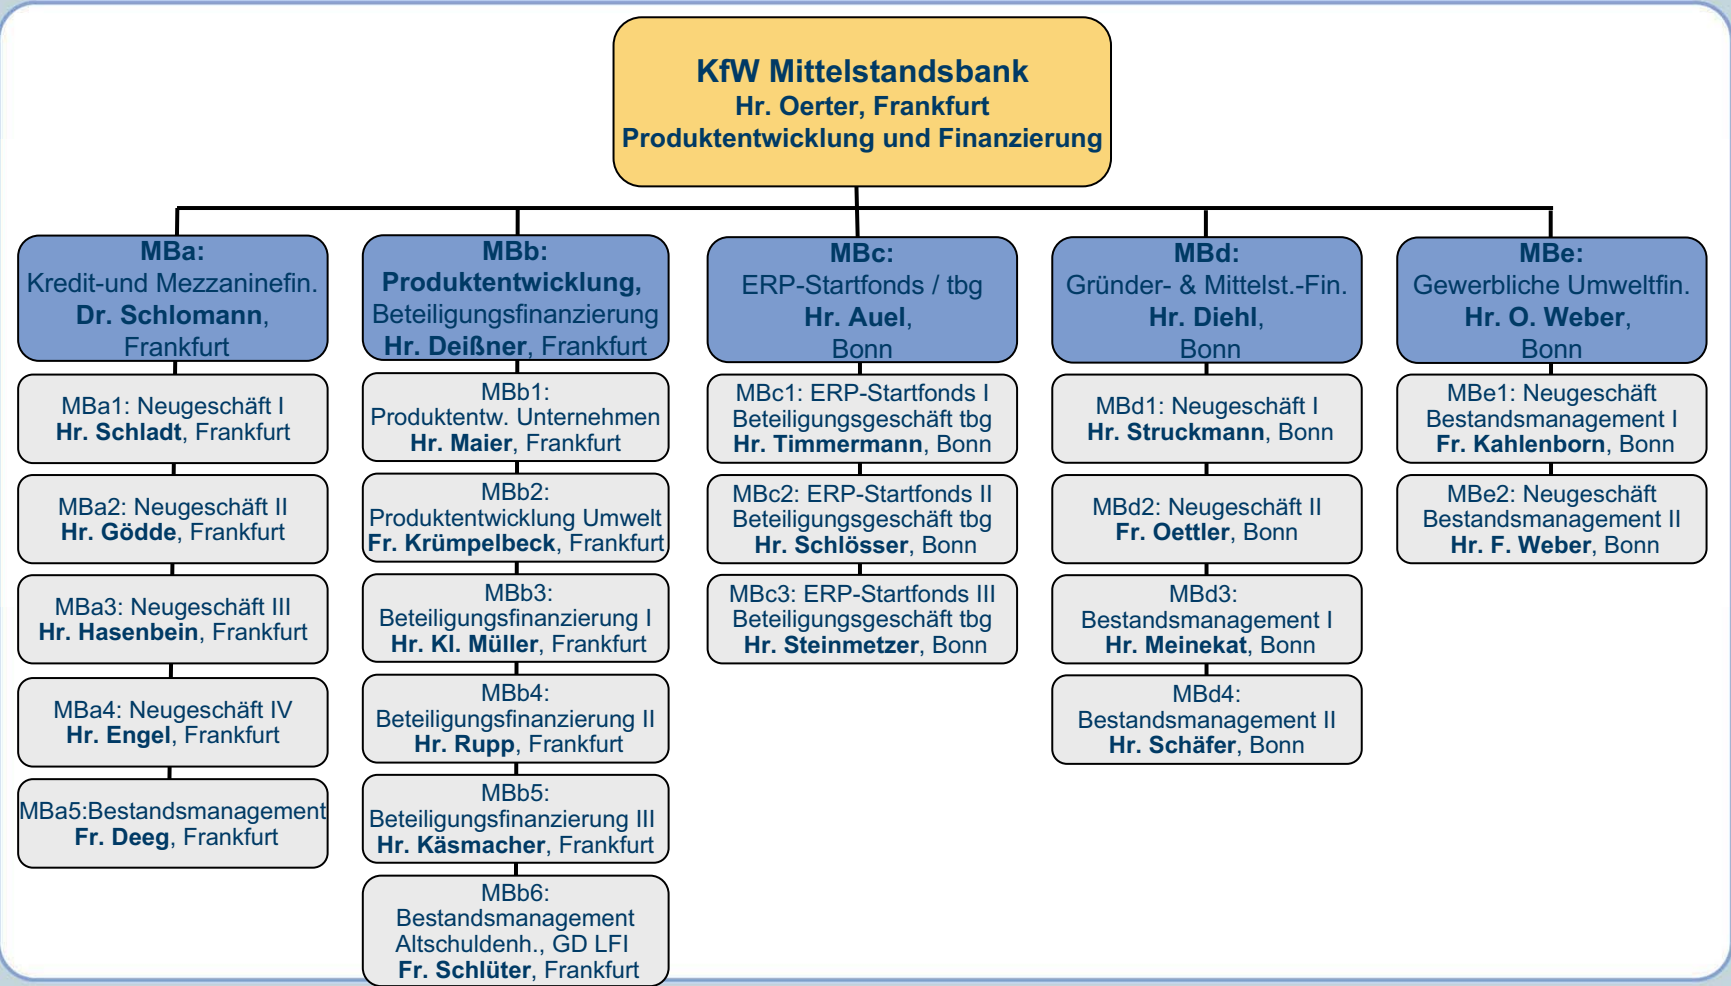 KfW Mittelstandsbank
Hr. Oerter, Frankfurt
Produktentwicklung und Finanzierung
MBa:
Kredit-und Mezzaninefin.
Dr. Schlomann,
Frankfurt
MBa1: Neugeschäft I
Hr. Schladt, Frankfurt
MBa2: Neugeschäft II
Hr. Gödde, Frankfurt
MBa3: Neugeschäft III
Hr. Hasenbein, Frankfurt
MBa4: Neugeschäft IV
Hr. Engel, Frankfurt
MBa5:Bestandsmanagement
Fr. Deeg, Frankfurt
MBb:
Produktentwicklung,
Beteiligungsfinanzierung
Hr. Deißner, Frankfurt
MBb1:
Produktentw. Unternehmen
Hr. Maier, Frankfurt
MBb2:
Produktentwicklung Umwelt
Fr. Krümpelbeck, Frankfurt
MBb3:
Beteiligungsfinanzierung I
Hr. Kl. Müller, Frankfurt
MBb4:
Beteiligungsfinanzierung II
Hr. Rupp, Frankfurt
MBb5:
Beteiligungsfinanzierung III
Hr. Käsmacher, Frankfurt
MBb6:
Bestandsmanagement
Altschuldenh., GD LFI
Fr. Schlüter, Frankfurt
MBc:
ERP-Startfonds / tbg
Hr. Auel,
Bonn
MBc1: ERP-Startfonds I
Beteiligungsgeschäft tbg
Hr. Timmermann, Bonn
MBc2: ERP-Startfonds II
Beteiligungsgeschäft tbg
Hr. Schlösser, Bonn
MBc3: ERP-Startfonds III
Beteiligungsgeschäft tbg
Hr. Steinmetzer, Bonn
MBd:
Gründer- & Mittelst.-Fin.
Hr. Diehl,
Bonn
MBd1: Neugeschäft I
Hr. Struckmann, Bonn
MBd2: Neugeschäft II
Fr. Oettler, Bonn
MBd3:
Bestandsmanagement I
Hr. Meinekat, Bonn
MBd4:
Bestandsmanagement II
Hr. Schäfer, Bonn
MBe:
Gewerbliche Umweltfin.
Hr. O. Weber,
Bonn
MBe1: Neugeschäft
Bestandsmanagement I
Fr. Kahlenborn, Bonn
MBe2: Neugeschäft
Bestandsmanagement II
Hr. F. Weber, Bonn